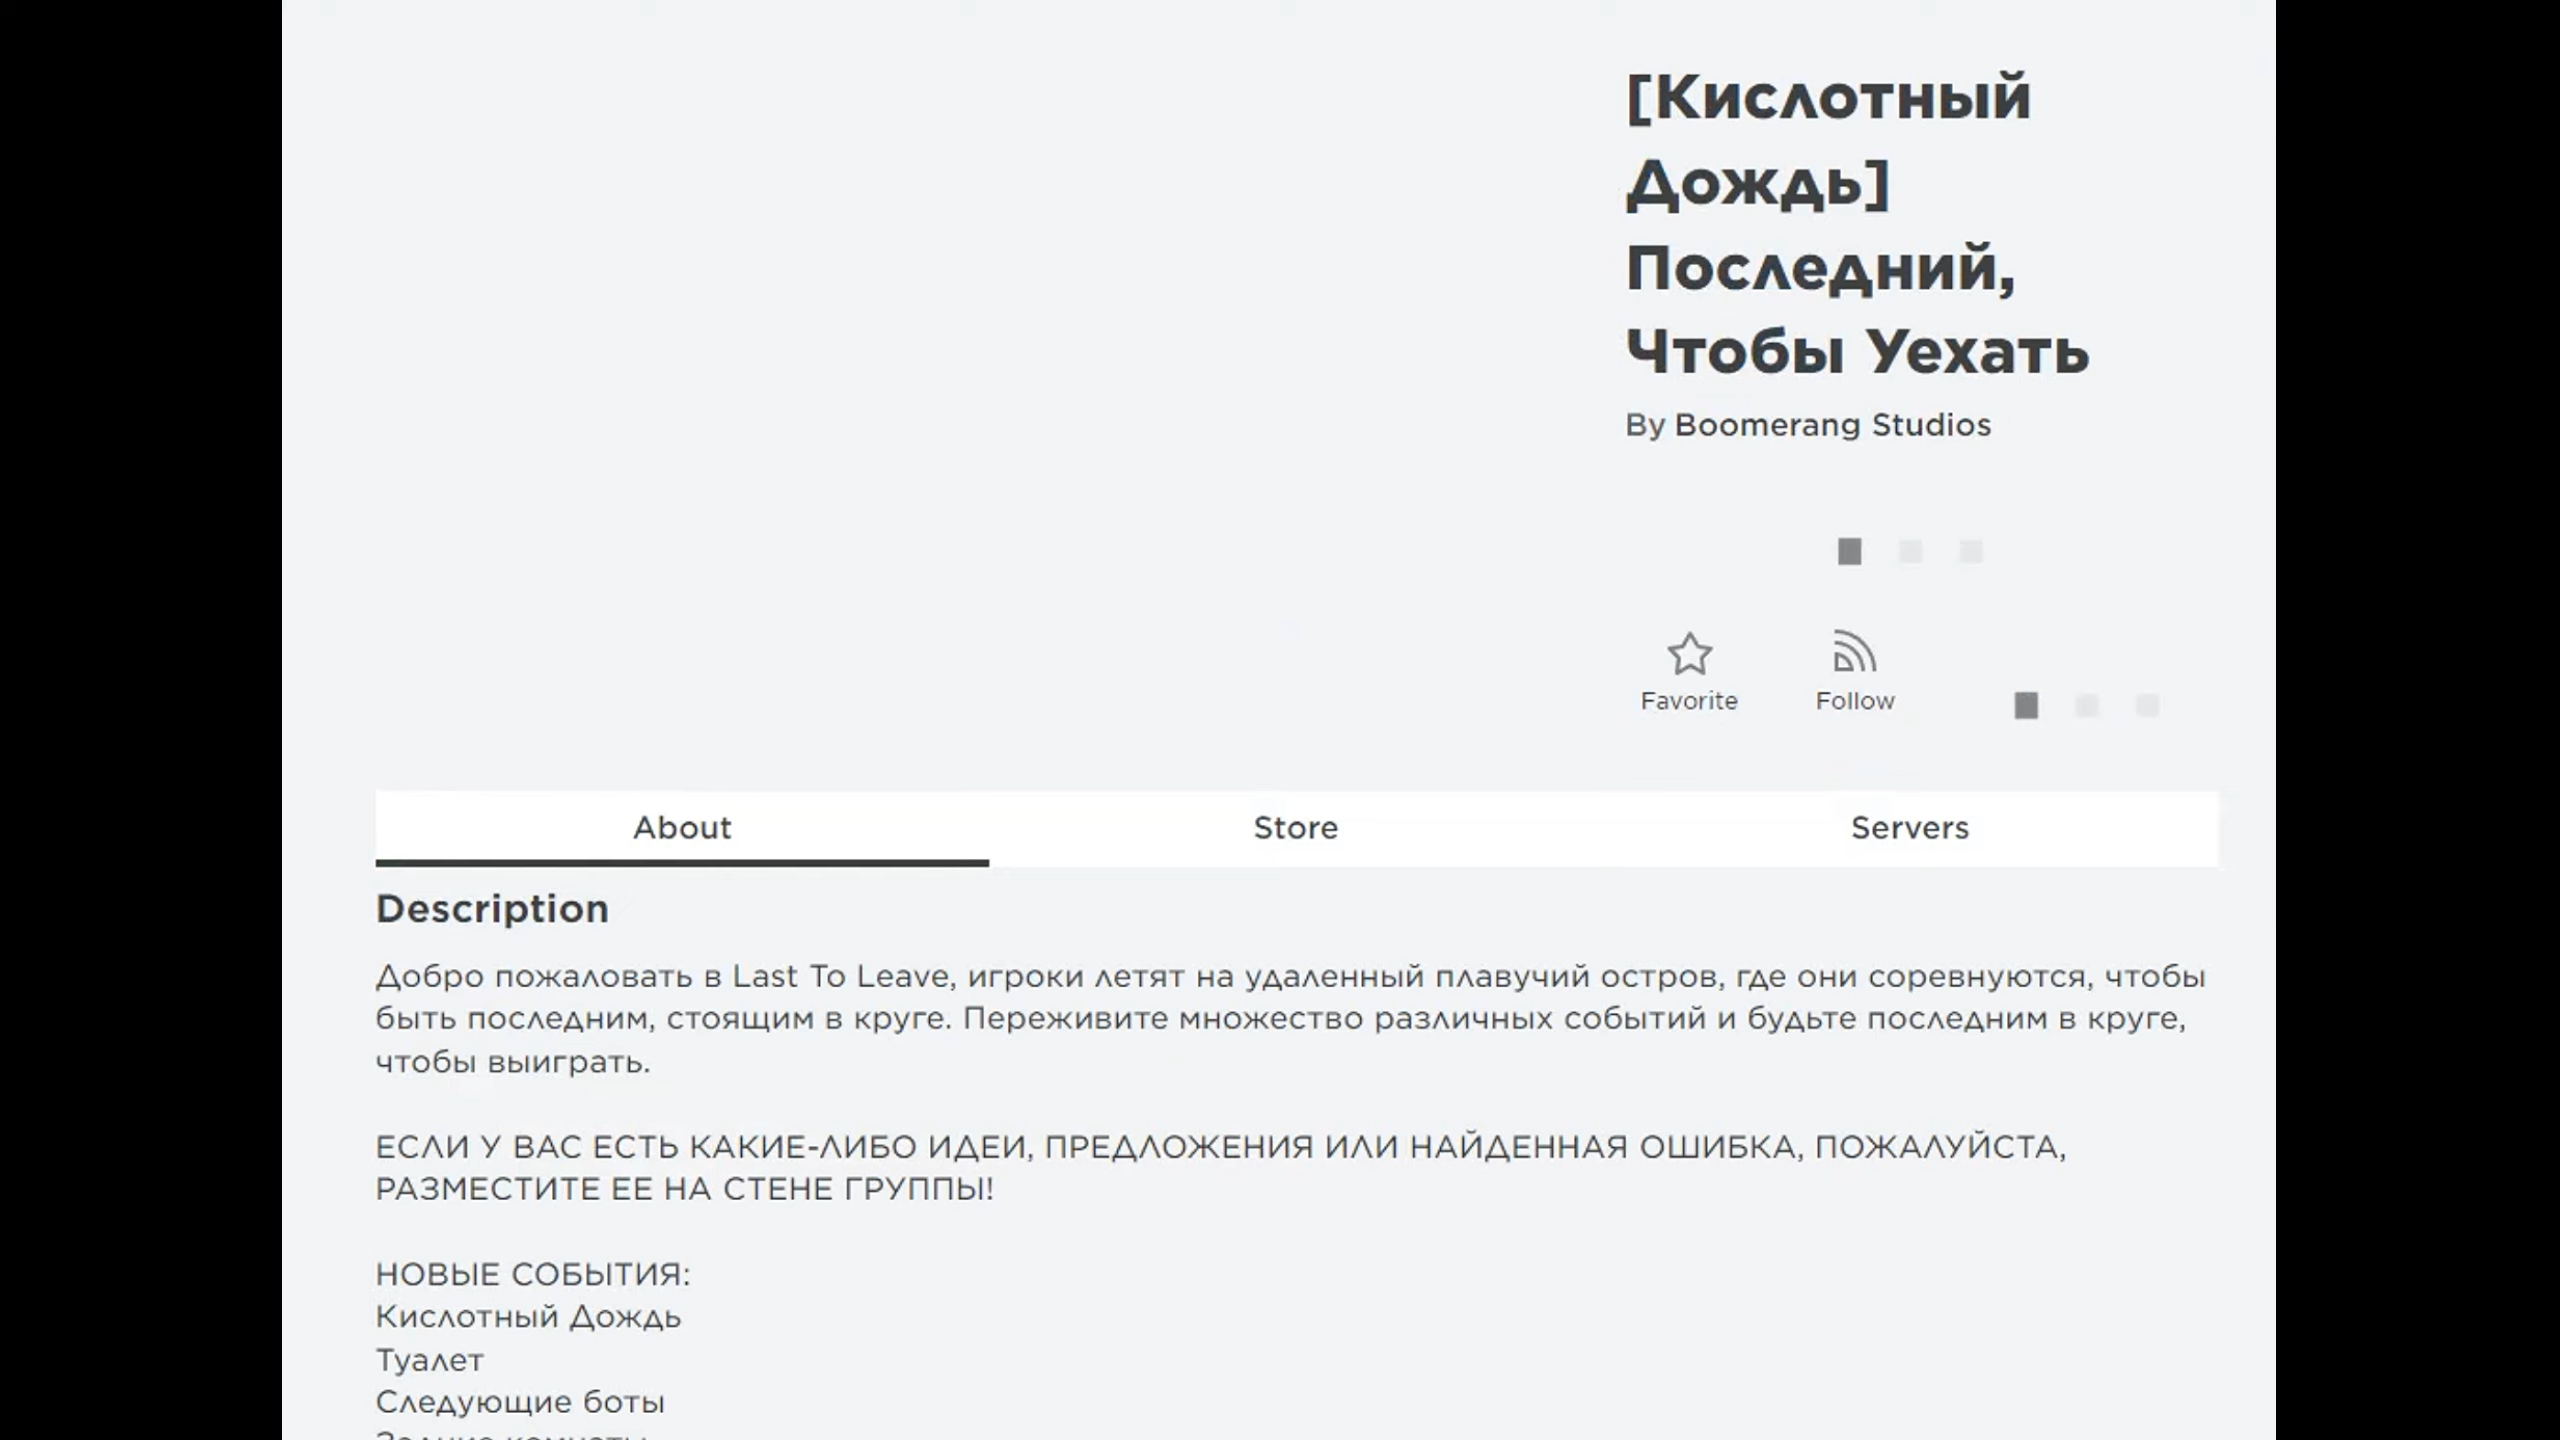 [Кислотный
Дождь]
Последний,
Чтобы Уехать
By Boomerang Studios
Favorite
Follow
About
Store
Servers
Description
Добро пожаловать в Last To Leave, игроки летят на удаленный плавучий остров, где они соревнуются, чтобы
быть последним, стоящим в круге. Переживите множество различных событий и будьте последним в круге,
чтобы выиграть.
ЕСЛИ У ВАС ЕСТЬ КАКИЕ-ЛИБО ИДЕИ, ПРЕДЛОЖЕНИЯ ИЛИ НАЙДЕННАЯ ОШИБКА, ПОЖАЛУЙСТА,
РАЗМЕСТИТЕ ЕЕ НА СТЕНЕ ГРУППЫ!
НОВЫЕ СОБЫТИЯ:
Кислотный Дождь
Туалет
Следующие боты